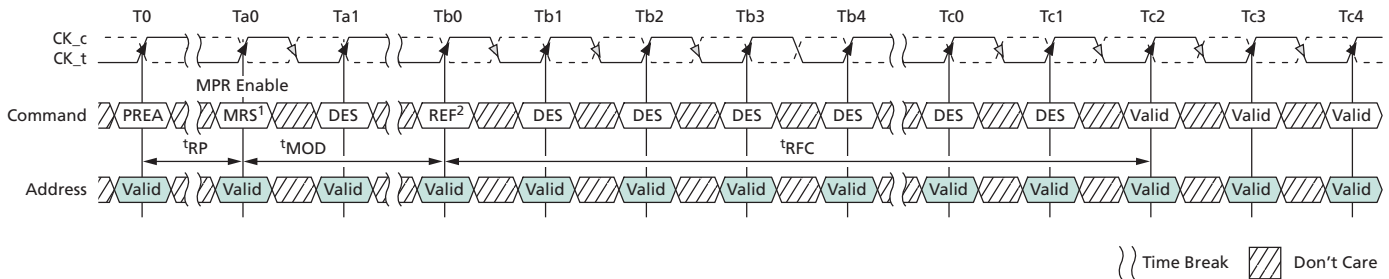 T0 Ta0 Ta1 Tb0 Tb1 Tb2 Tb3 Tb4 Tc0 Tc1 Tc2 Tc3 Tc4
CK_c
CK_t
MPR Enable
Command PREA MRS¹ DES REF² DES DES DES DES DES DES Valid Valid Valid
tRP tMOD tRFC
Address Valid Valid Valid Valid Valid Valid Valid Valid Valid Valid Valid Valid Valid
Time Break Don't Care